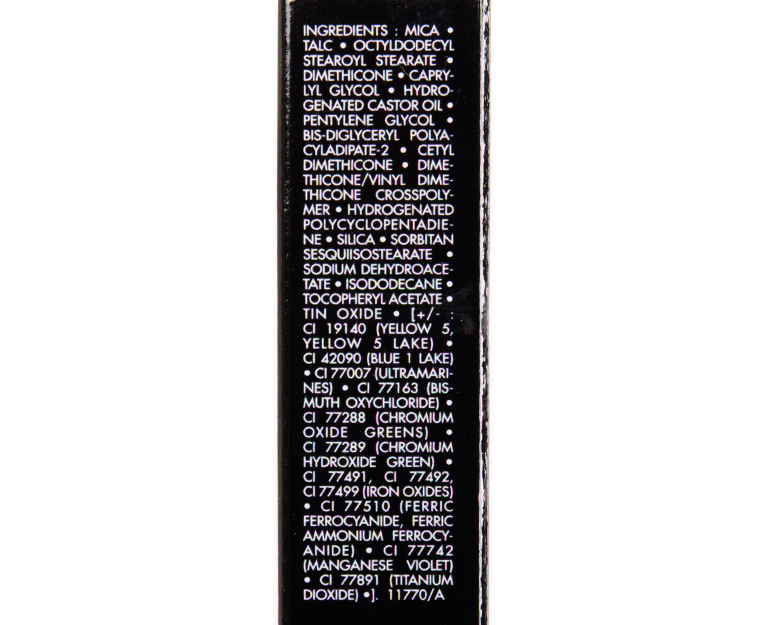 INGREDIENTS : MICA •
TALC • OCTYLDODECYL
STEAROYL STEARATE •
DIMETHICONE • CAPRY-
LYL GLYCOL • HYDRO-
GENATED CASTOR OIL •
PENTYLENE GLYCOL •
BIS-DIGLYCERYL POLYA-
CYLADIPATE-2 • CETYL
DIMETHICONE • DIME-
THICONE/VINYL DIME-
THICONE CROSSPOLY-
MER • HYDROGENATED
POLYCYCLOPENTADIE-
NE • SILICA • SORBITAN
SESQUIISOSTEARATE •
SODIUM DEHYDROACE-
TATE • ISODODECANE •
TOCOPHERYL ACETATE •
TIN OXIDE • [+/- :
CI 19140 (YELLOW 5,
YELLOW 5 LAKE) •
CI 42090 (BLUE 1 LAKE)
• CI 77007 (ULTRAMARI-
NES) • CI 77163 (BIS-
MUTH OXYCHLORIDE) •
CI 77288 (CHROMIUM
OXIDE GREENS) •
CI 77289 (CHROMIUM
HYDROXIDE GREEN) •
CI 77491, CI 77492,
CI 77499 (IRON OXIDES)
• CI 77510 (FERRIC
FERROCYANIDE, FERRIC
AMMONIUM FERROCY-
ANIDE) • CI 77742
(MANGANESE VIOLET)
• CI 77891 (TITANIUM
DIOXIDE) •]. 11770/A